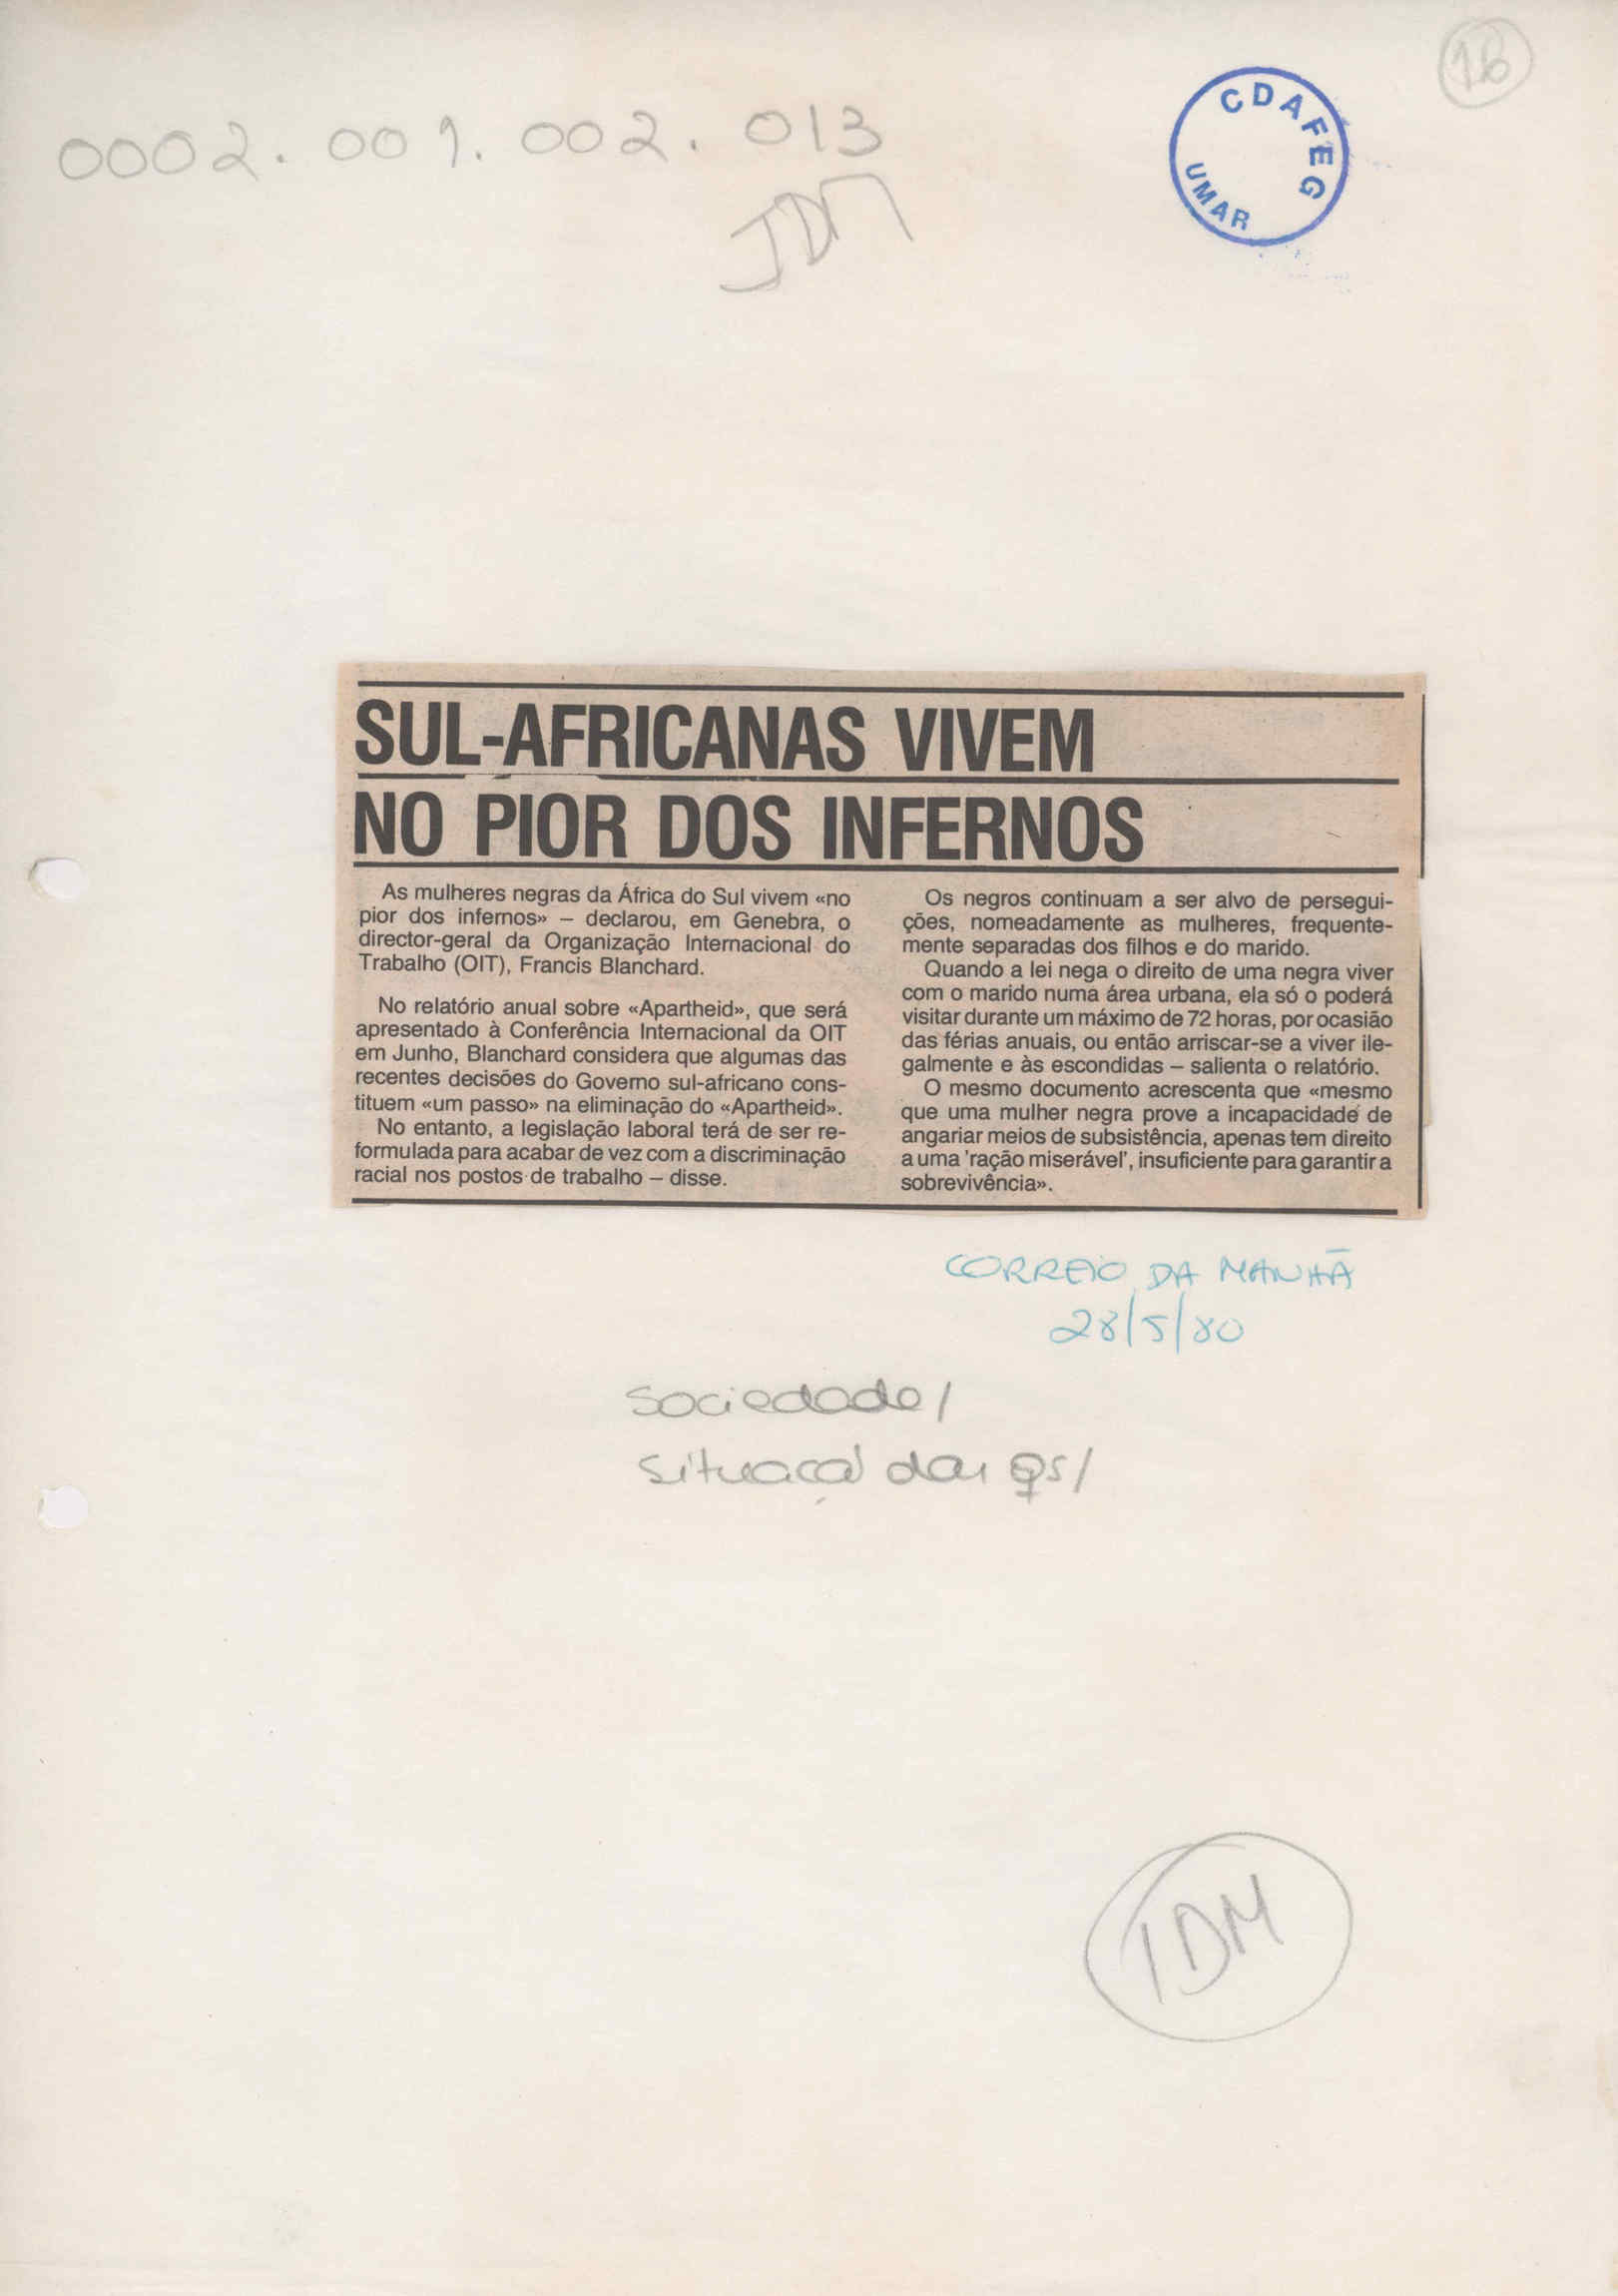 1B
0002.001.002.013
CDAFEG
UMAR
SUL-AFRICANAS VIVEM
NO PIOR DOS INFERNOS
As mulheres negras da África do Sul vivem «no
pior dos infernos» – declarou, em Genebra, o
director-geral da Organização Internacional do
Trabalho (OIT), Francis Blanchard.
No relatório anual sobre «Apartheid», que será
apresentado à Conferência Internacional da OIT
em Junho, Blanchard considera que algumas das
recentes decisões do Governo sul-africano cons-
tituem «um passo» na eliminação do «Apartheid».
No entanto, a legislação laboral terá de ser re-
formulada para acabar de vez com a discriminação
racial nos postos de trabalho – disse.
Os negros continuam a ser alvo de persegui-
ções, nomeadamente as mulheres, frequente-
mente separadas dos filhos e do marido.
Quando a lei nega o direito de uma negra viver
com o marido numa área urbana, ela só o poderá
visitar durante um máximo de 72 horas, por ocasião
das férias anuais, ou então arriscar-se a viver ile-
galmente e às escondidas – salienta o relatório.
O mesmo documento acrescenta que «mesmo
que uma mulher negra prove a incapacidade de
angariar meios de subsistência, apenas tem direito
a uma 'ração miserável', insuficiente para garantir a
sobrevivência».
CORREIO DA MANHÃ
28/5/80
Sociedade/
Situação das ♀s/
IDM